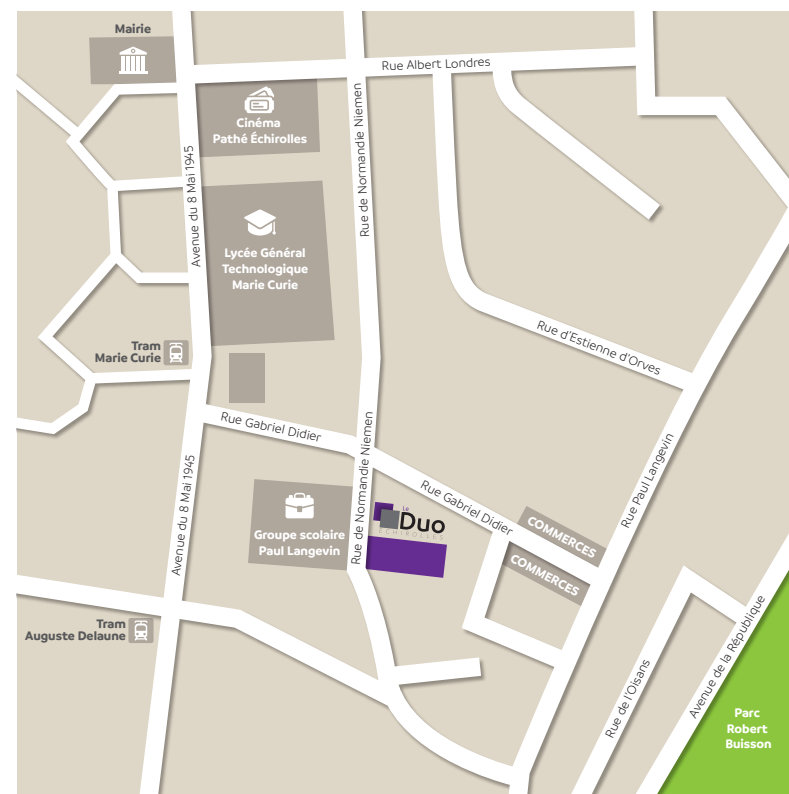 Mairie
Rue Albert Londres
Cinéma
Pathé Échirolles
Rue de Normandie Niemen
Avenue du 8 Mai 1945
Lycée Général
Technologique
Marie Curie
Tram
Marie Curie
Rue d'Estienne d'Orves
Rue Gabriel Didier
Rue de Normandie Niemen
Rue Paul Langevin
Avenue du 8 Mai 1945
Rue Gabriel Didier
Groupe scolaire
Paul Langevin
Le
Duo
ÉCHIROLLES
COMMERCES
COMMERCES
Tram
Auguste Delaune
Rue de l'Oisans
Avenue de la République
Parc
Robert
Buisson